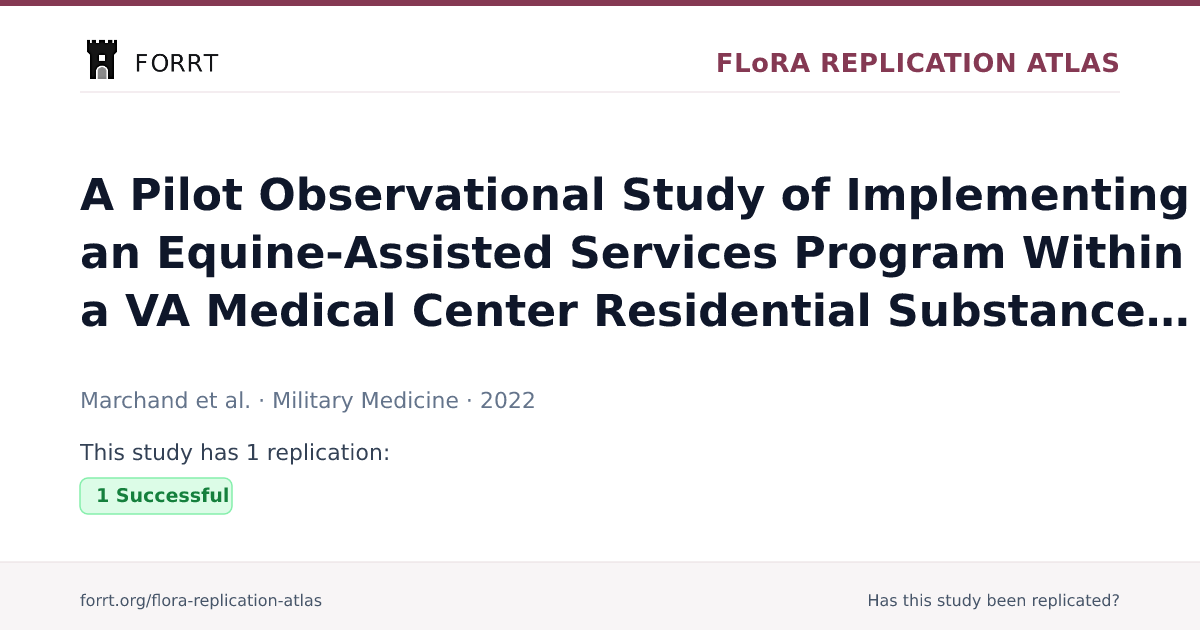 FORRT
FLoRA REPLICATION ATLAS
A Pilot Observational Study of Implementing
an Equine-Assisted Services Program Within
a VA Medical Center Residential Substance…
Marchand et al. · Military Medicine · 2022
This study has 1 replication:
1 Successful
forrt.org/flora-replication-atlas
Has this study been replicated?